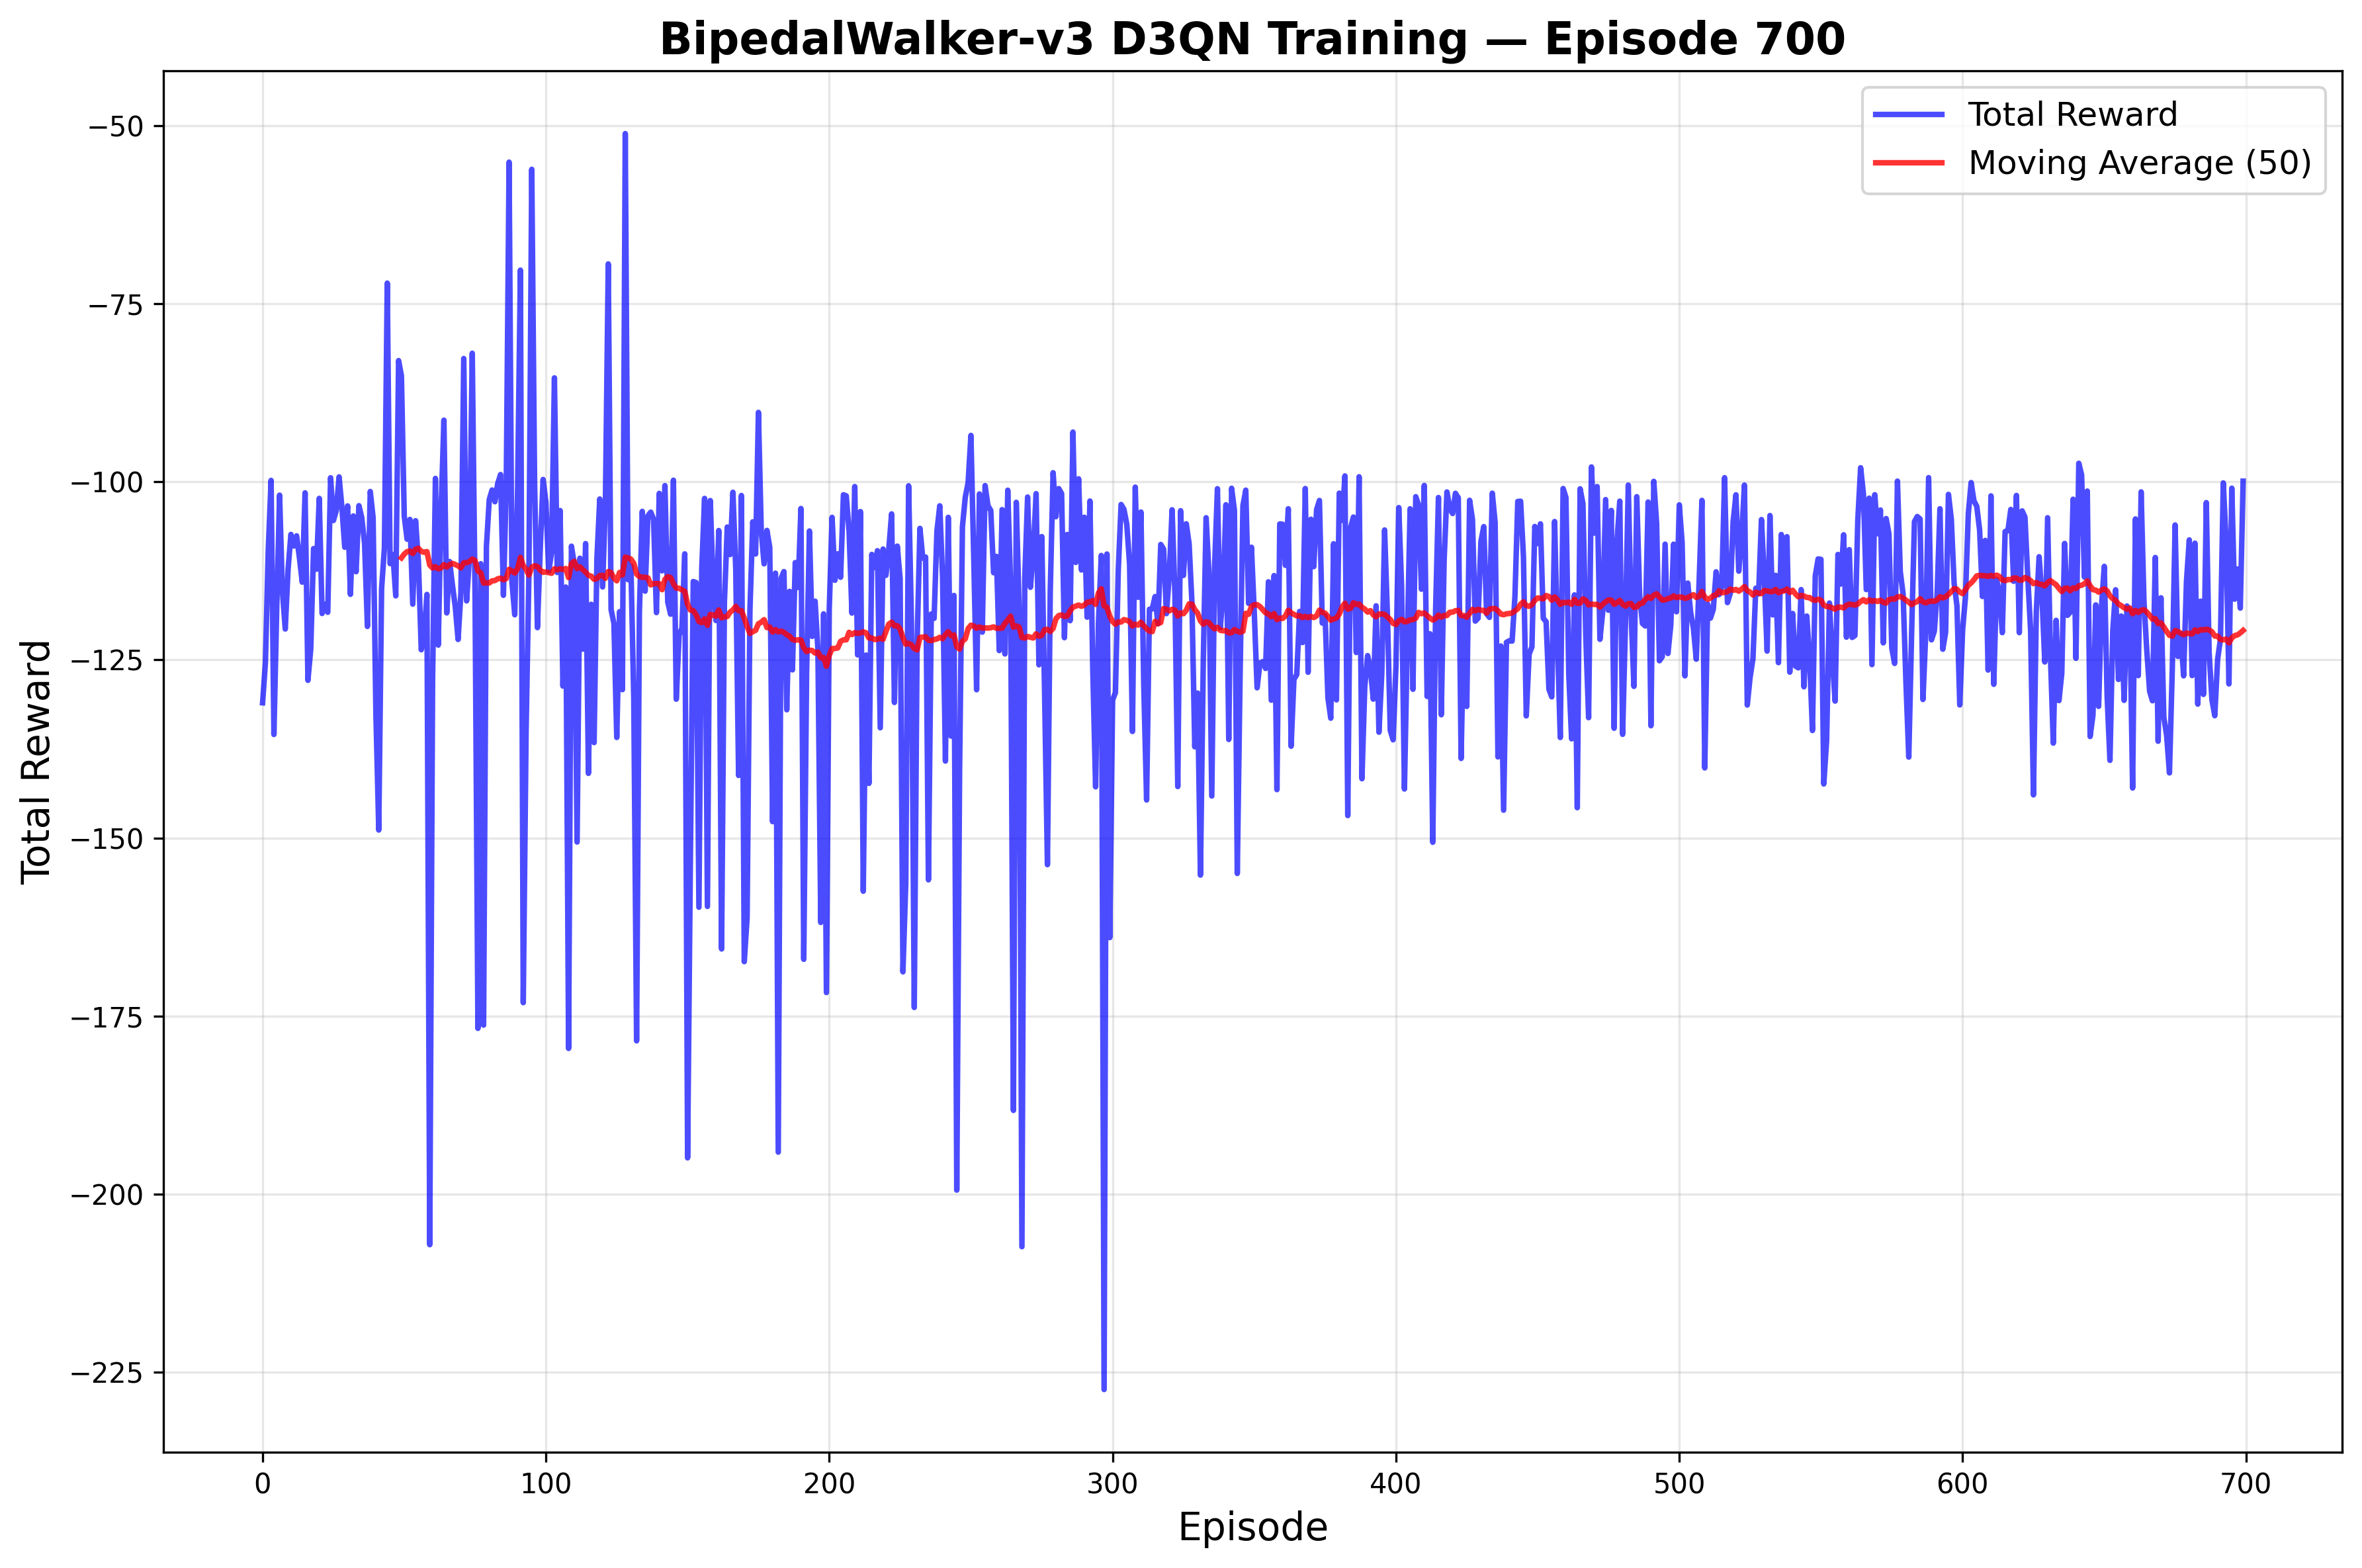 BipedalWalker-v3 D3QN Training — Episode 700
Total Reward
Moving Average (50)
−50
−75
−100
−125
−150
−175
−200
−225
Total Reward
0 100 200 300 400 500 600 700
Episode